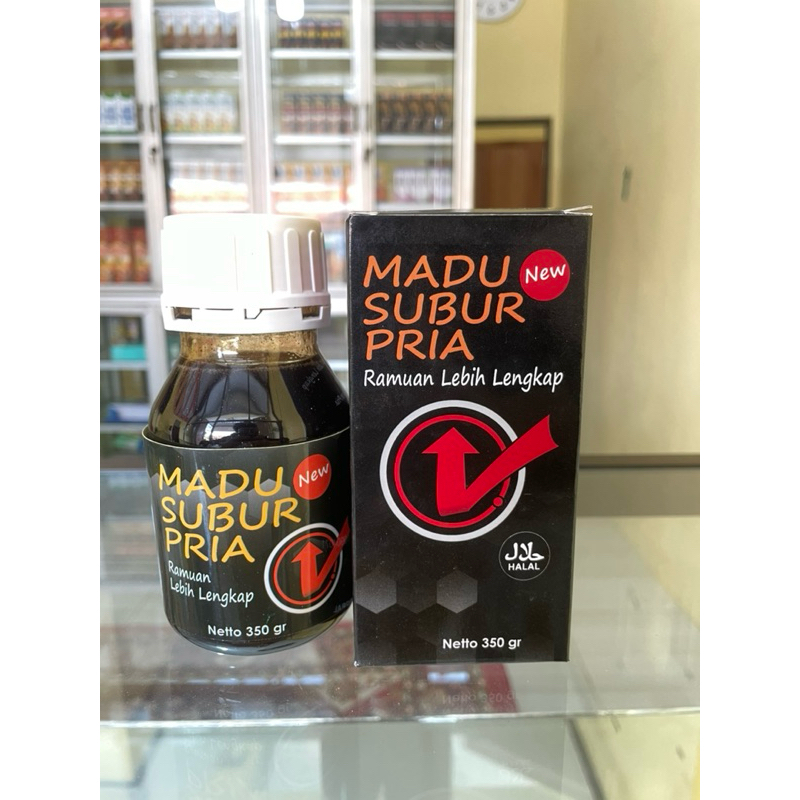 MADU
SUBUR
PRIA
New
Ramuan
Lebih Lengkap
Netto 350 gr
MADU
SUBUR
PRIA
New
Ramuan Lebih Lengkap
حلال
HALAL
Netto 350 gr